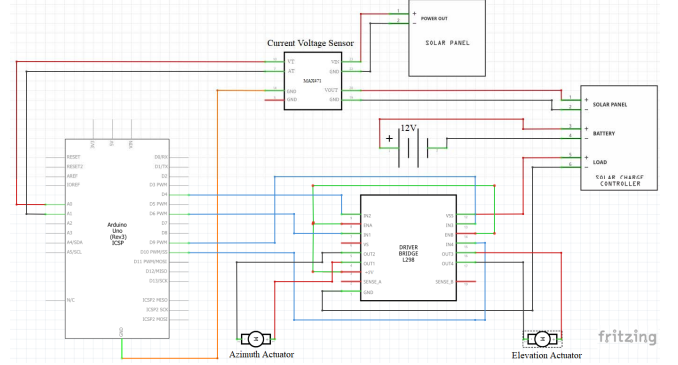 POWER OUT
SOLAR PANEL
Current Voltage Sensor
VT
AT
GND
GND
MAX471
VIN
GND
VOUT
GND
SOLAR PANEL
BATTERY
LOAD
SOLAR CHARGE
CONTROLLER
12V
RESET
RESET2
AREF
IOREF
A0
A1
A2
A3
A4/SDA
A5/SCL
N/C
GND
Arduino
Uno
(Rev3)
ICSP
D0/RX
D1/TX
D2
D3 PWM
D4
D5 PWM
D6 PWM
D7
D8
D9 PWM
D10 PWM/SS
D11 PWM/MOSI
D12/MISO
D13/SCK
ICSP2 MISO
ICSP2 SCK
ICSP2 MOSI
IN2
ENA
IN1
VS
OUT2
OUT1
+5V
SENSE_A
GND
DRIVER
BRIDGE
L298
VSS
IN3
ENB
IN4
OUT3
OUT4
SENSE_B
M
Azimuth Actuator
M
Elevation Actuator
fritzing